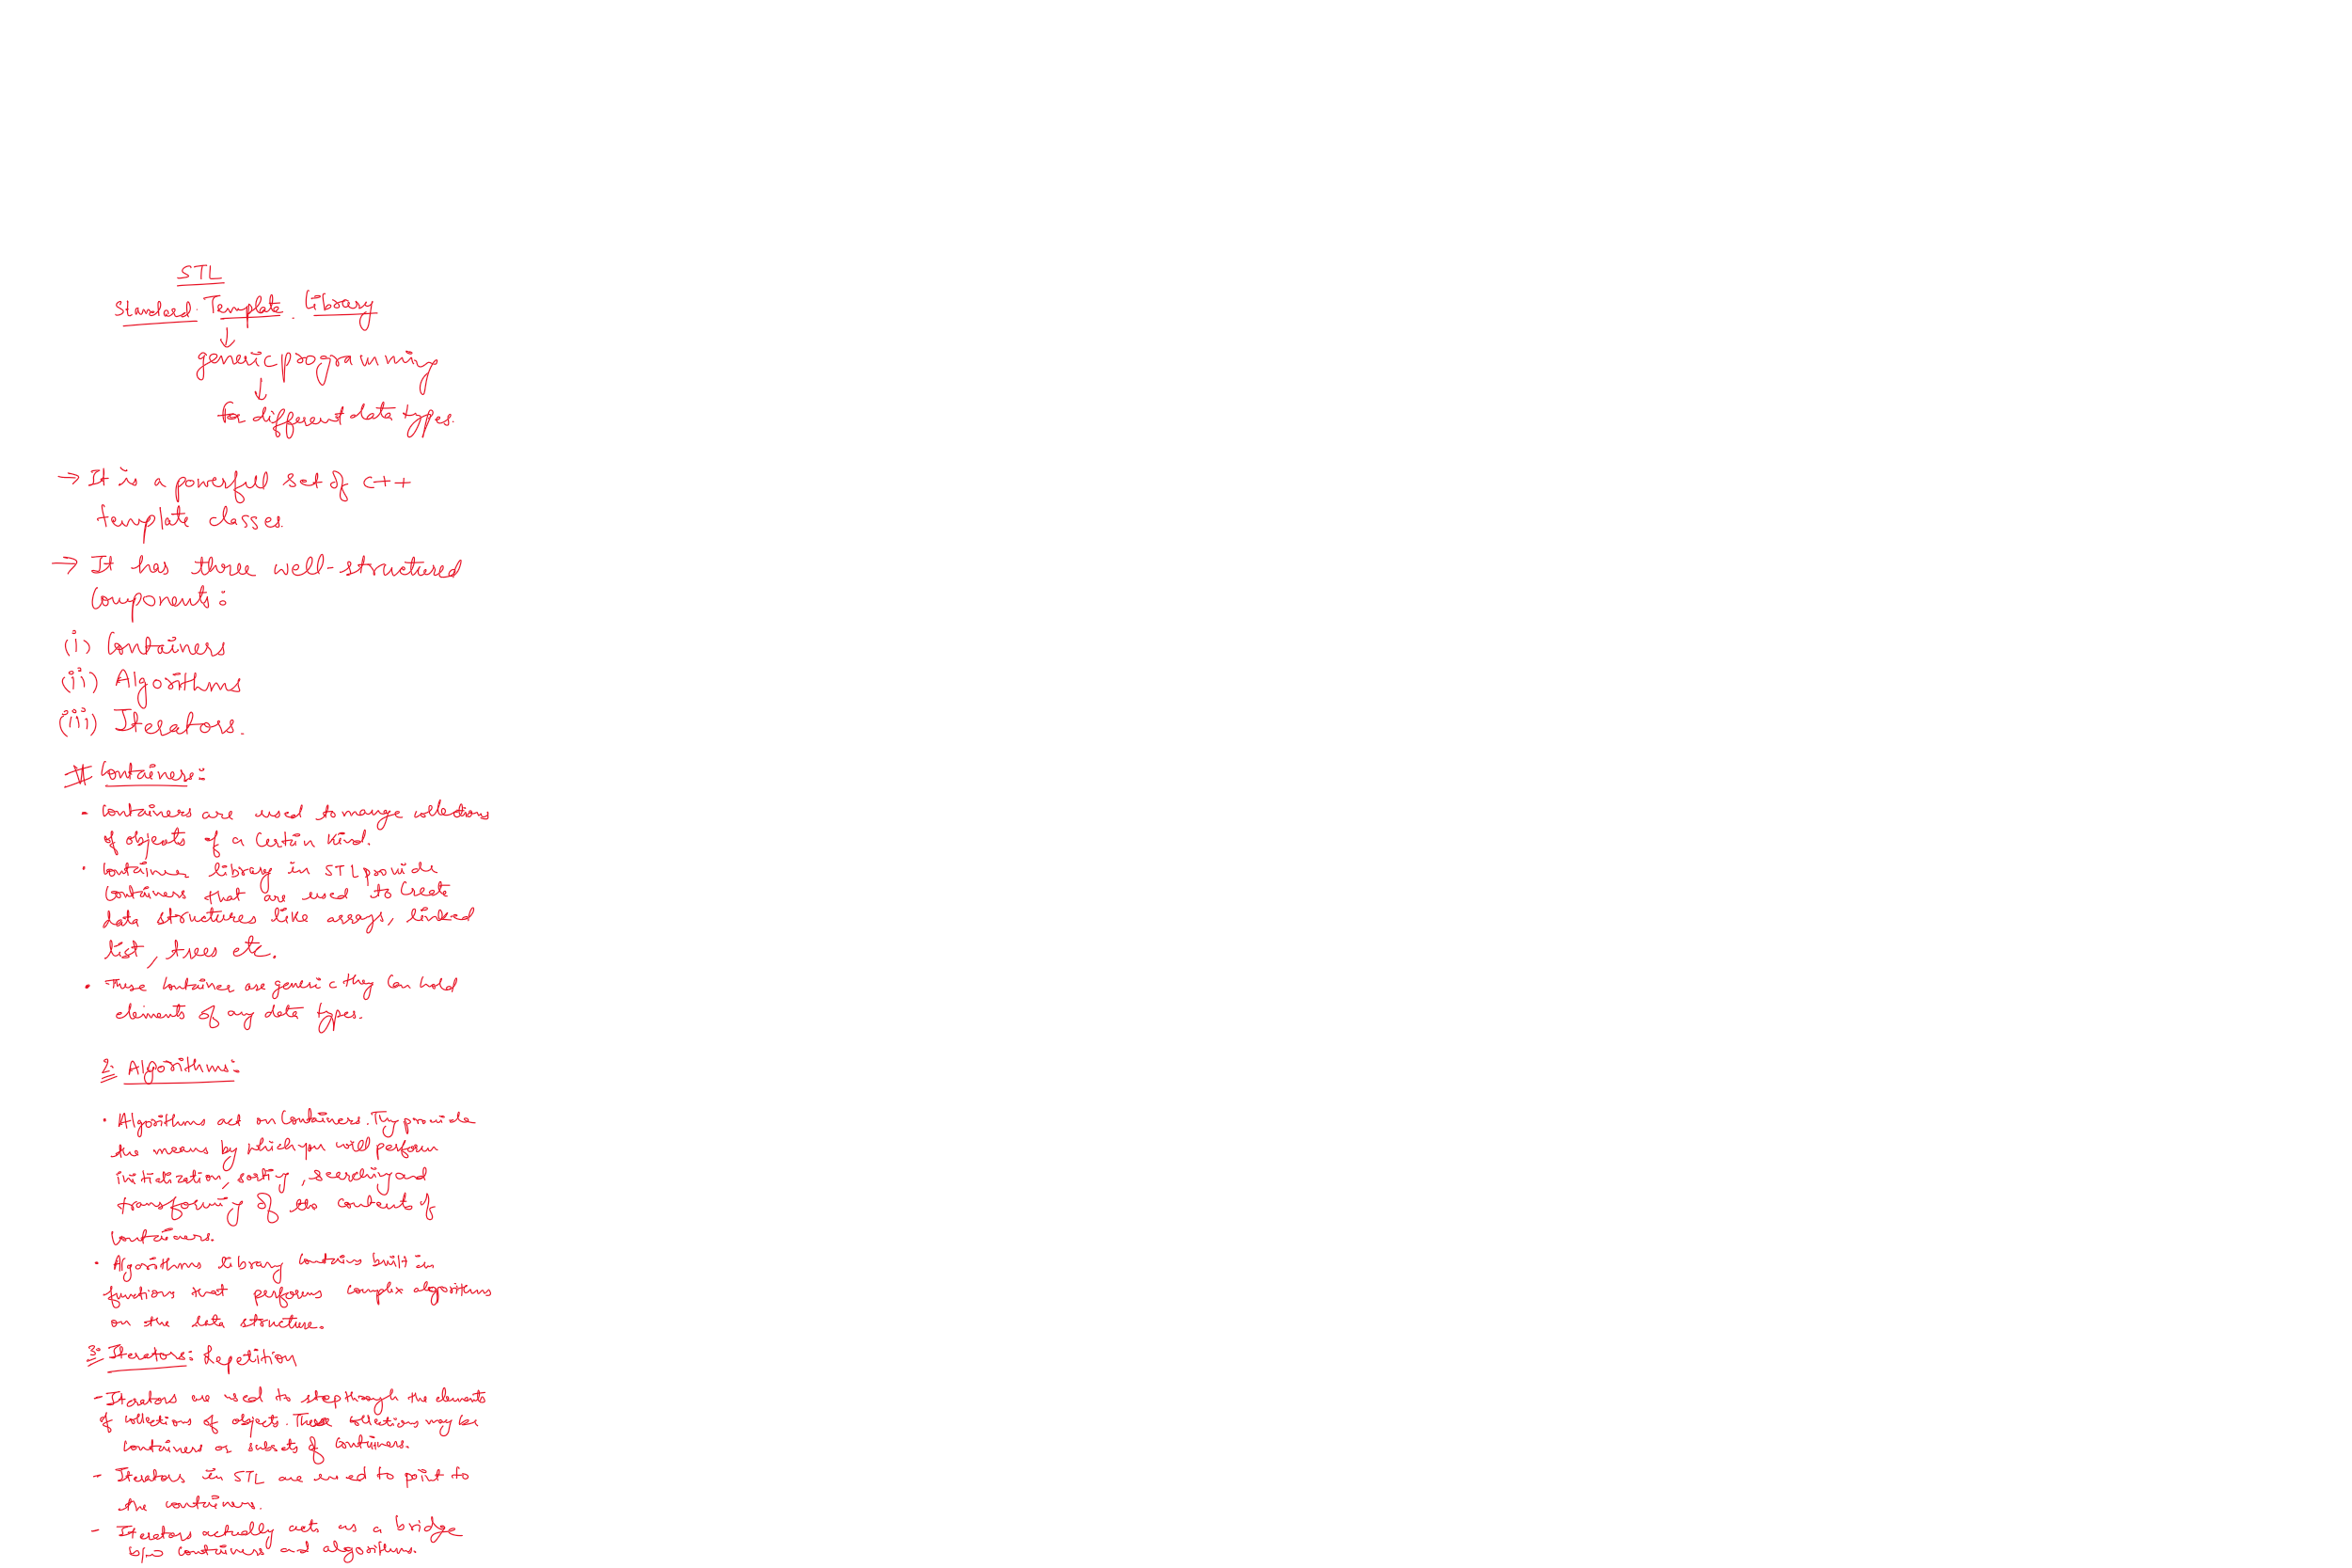 STL
Standard. Template. Library
↓
generic programming
↓
for different data types.
→ It is a powerfull set of c++
template classes.
→ It has three well-structured
Components:
(i) Containers
(ii) Algorithms
(iii) Iterators.
# Containers:-
• Containers are used to mange collections
of objects of a Certain Kind.
• Container library in STL provide
Containers that are used to Create
data structures like arrays, linked
list, trees etc.
• These Container are generic they Can hold
elements of any data types.
2. Algorithms:-
• Algorithms act on Containers. They provide
the means by which you will perform
initialization, sorting, searching and
transforming of the contents of
Containers.
• Algorithms library Contains built in
functions that performs complex algorithms
on the data structure.
3. Iterators: Repetition
- Iterators are used to step through the elements
of collections of objects. These collections may be
Containers or subsets of Containers.
- Iterators in STL are used to point to
the containers.
- Iterators actually acts as a bridge
b/w containers and algorithms.